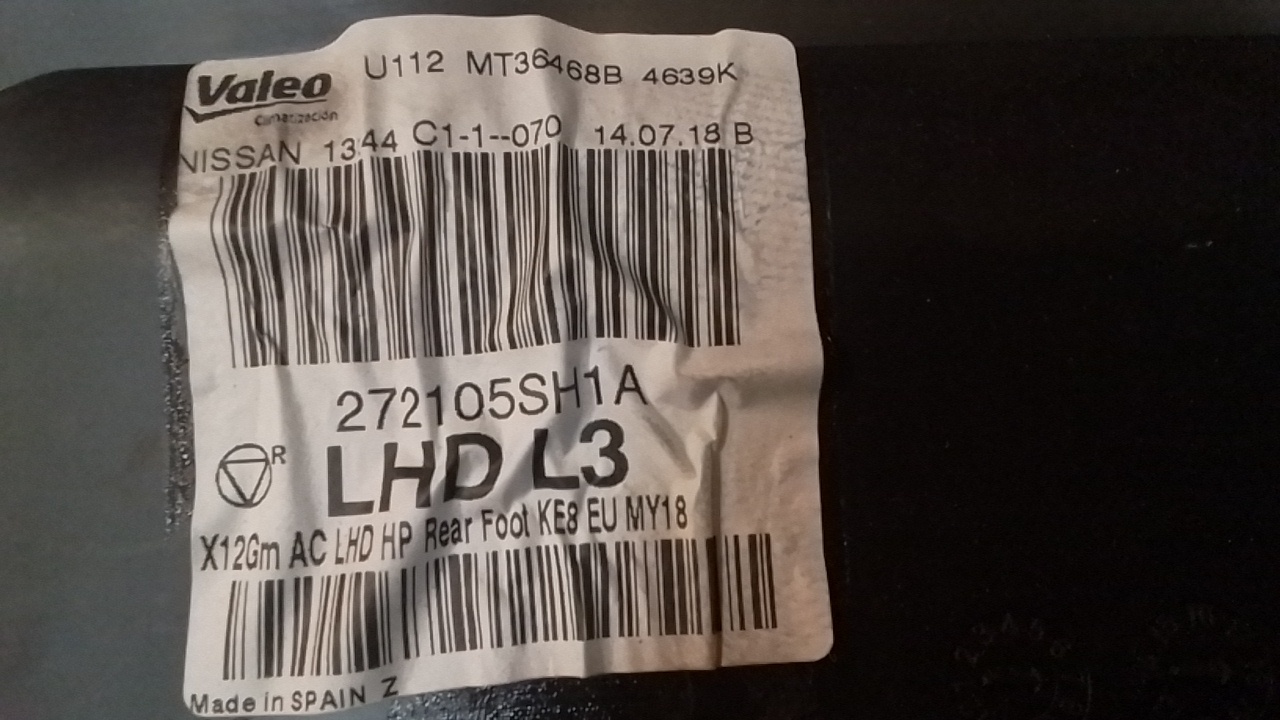 Valeo U112 MT36468B 4639K
Climatización
NISSAN 1344 C1-1--070 14.07.18 B
272105SH1A
R
LHD L3
X12Gm AC LHD HP Rear Foot KE8 EU MY18
Made in SPAIN Z